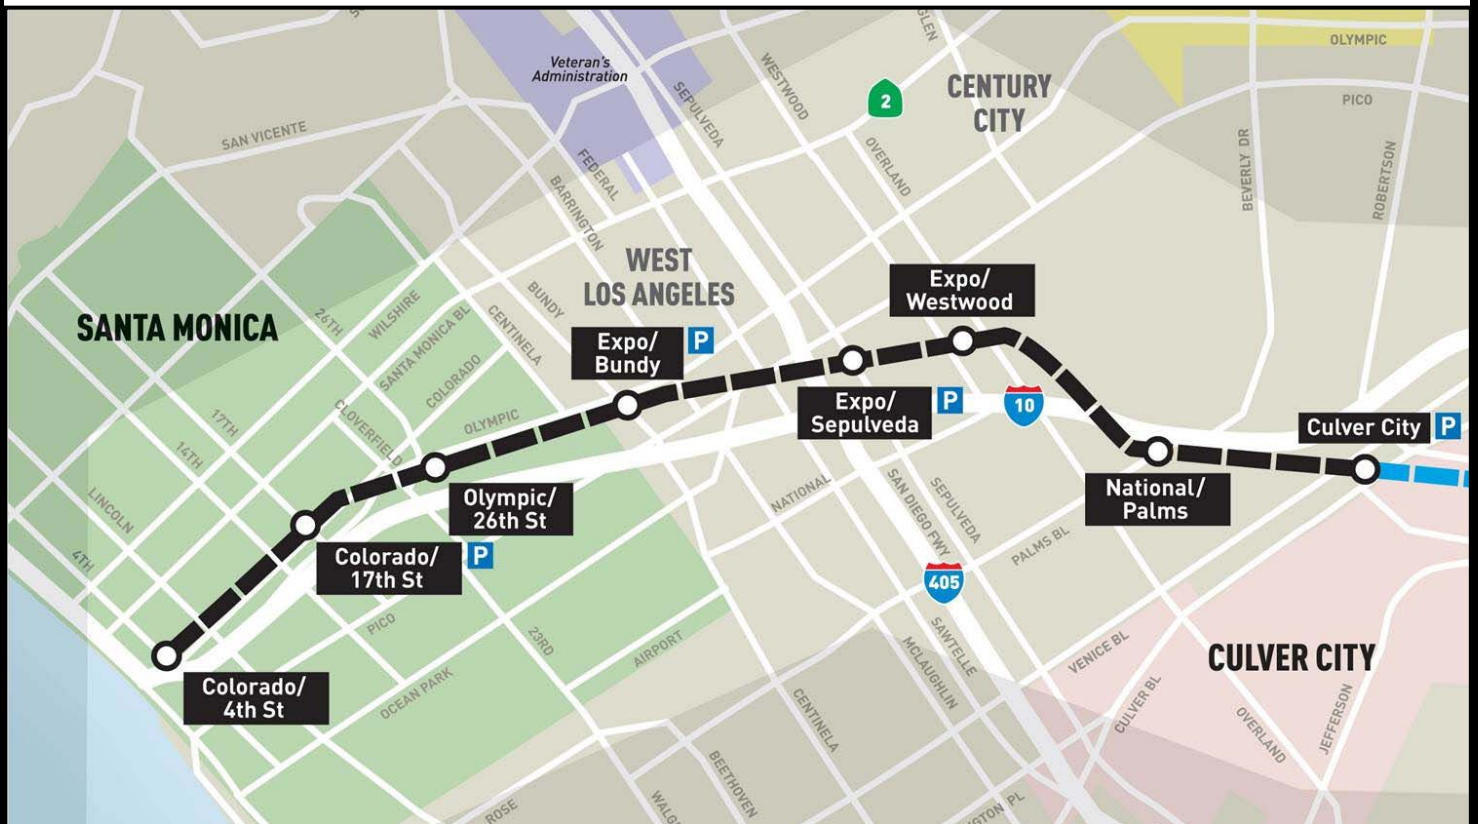 OLYMPIC
GLEN
Veteran's
Administration
WESTWOOD
SEPULVEDA
2
CENTURY
CITY
PICO
SAN VICENTE
BEVERLY DR
ROBERTSON
OVERLAND
FEDERAL
BARRINGTON
WEST
LOS ANGELES
Expo/
Westwood
SANTA MONICA
26TH
WILSHIRE
SANTA MONICA BL
COLORADO
BUNDY
CENTINELA
Expo/
Bundy
P
Expo/
Sepulveda
P
10
Culver City
P
17TH
14TH
CLOVERFIELD
OLYMPIC
LINCOLN
4TH
Olympic/
26th St
NATIONAL
SAN DIEGO FWY
SEPULVEDA
National/
Palms
Colorado/
17th St
P
PALMS BL
405
PICO
23RD
AIRPORT
OCEAN PARK
SAWTELLE
MCLAUGHLIN
VENICE BL
CULVER CITY
Colorado/
4th St
CENTINELA
CULVER BL
OVERLAND
JEFFERSON
BEETHOVEN
ROSE
WALG
NGTON PL